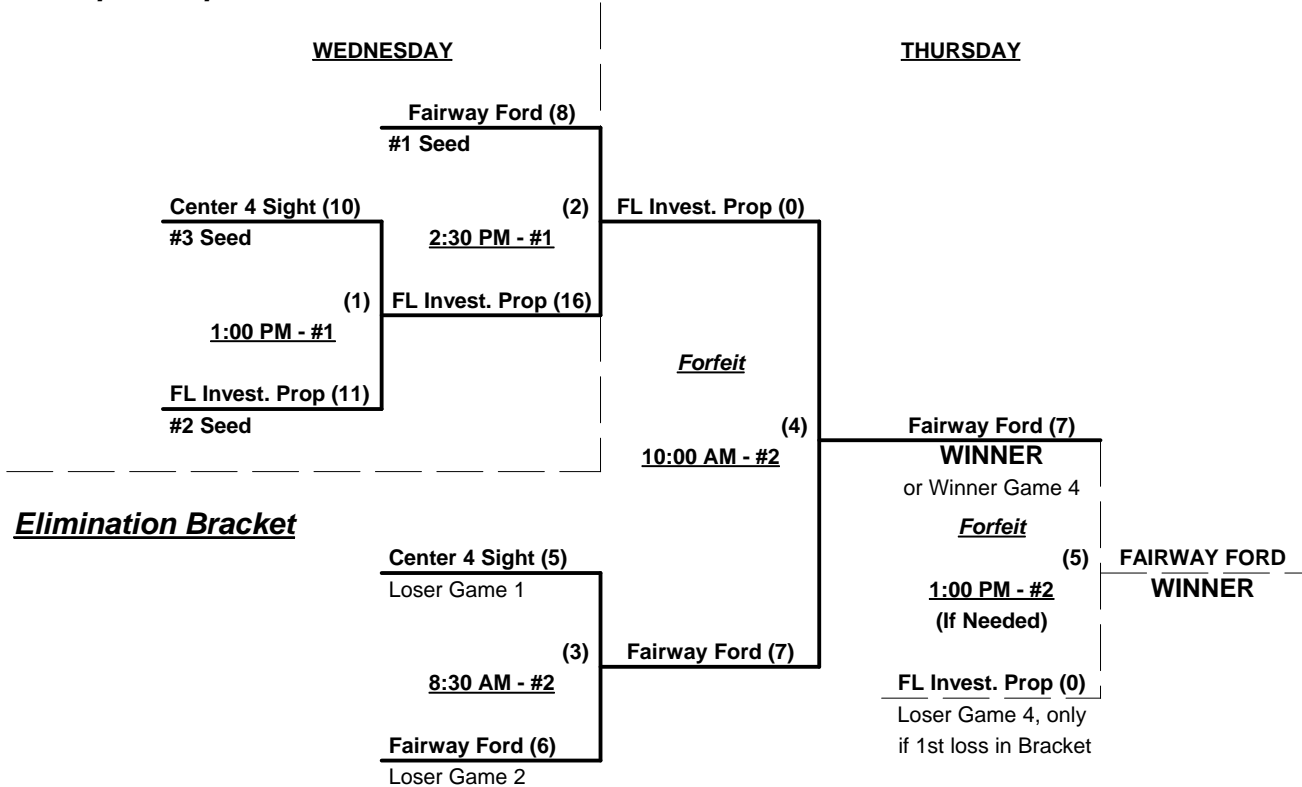 WEDNESDAY
THURSDAY
Fairway Ford (8)
#1 Seed
Center 4 Sight (10)
#3 Seed
(2)
2:30 PM - #1
FL Invest. Prop (0)
(1)
1:00 PM - #1
FL Invest. Prop (16)
FL Invest. Prop (11)
#2 Seed
Forfeit
(4)
10:00 AM - #2
Fairway Ford (7)
WINNER
or Winner Game 4
Elimination Bracket
Forfeit
(5)
1:00 PM - #2
(If Needed)
FAIRWAY FORD
WINNER
Center 4 Sight (5)
Loser Game 1
(3)
8:30 AM - #2
Fairway Ford (7)
FL Invest. Prop (0)
Loser Game 4, only
if 1st loss in Bracket
Fairway Ford (6)
Loser Game 2